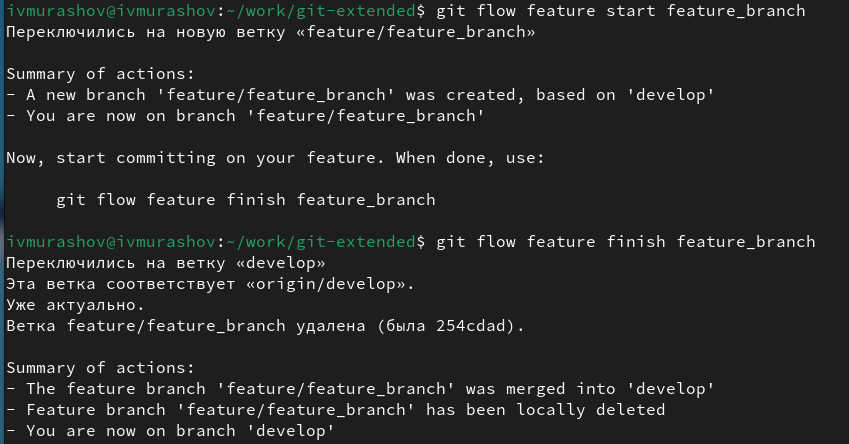 ivmurashov@ivmurashov:~/work/git-extended$ git flow feature start feature_branch
Переключились на новую ветку «feature/feature_branch»
Summary of actions:
- A new branch 'feature/feature_branch' was created, based on 'develop'
- You are now on branch 'feature/feature_branch'
Now, start committing on your feature. When done, use:
git flow feature finish feature_branch
ivmurashov@ivmurashov:~/work/git-extended$ git flow feature finish feature_branch
Переключились на ветку «develop»
Эта ветка соответствует «origin/develop».
Уже актуально.
Ветка feature/feature_branch удалена (была 254cdad).
Summary of actions:
- The feature branch 'feature/feature_branch' was merged into 'develop'
- Feature branch 'feature/feature_branch' has been locally deleted
- You are now on branch 'develop'